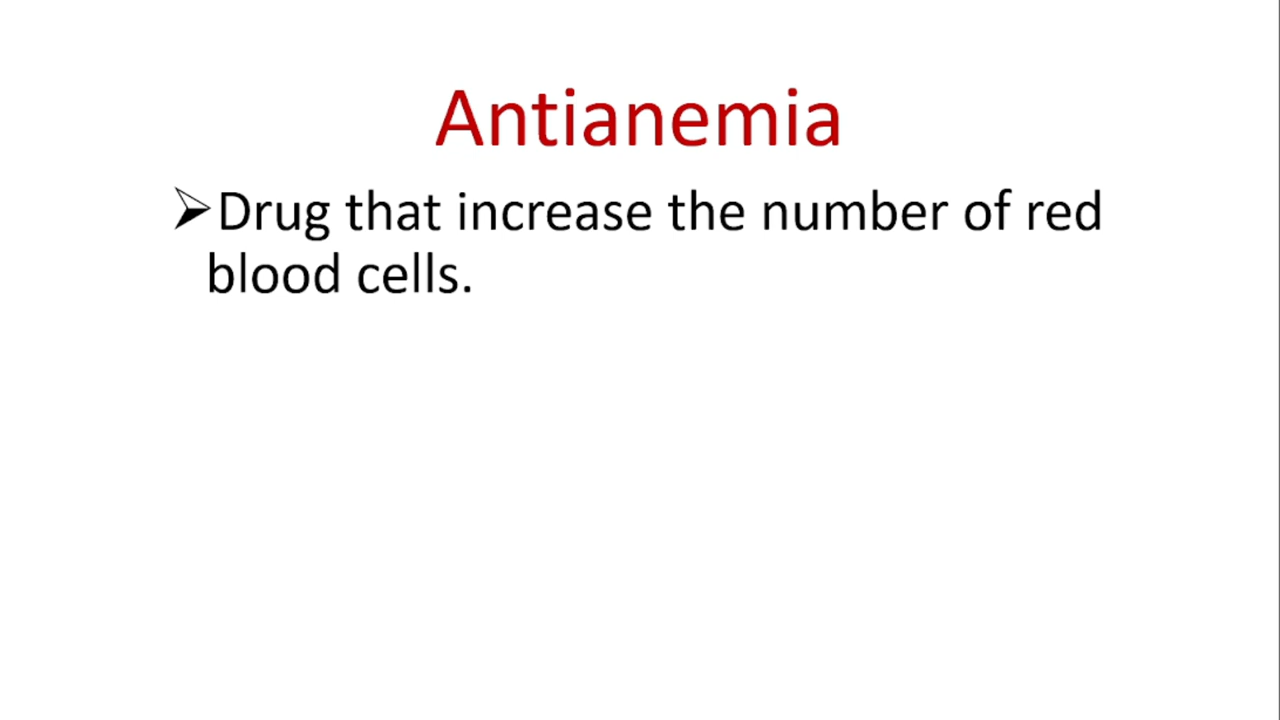 Antianemia
➢Drug that increase the number of red
blood cells.